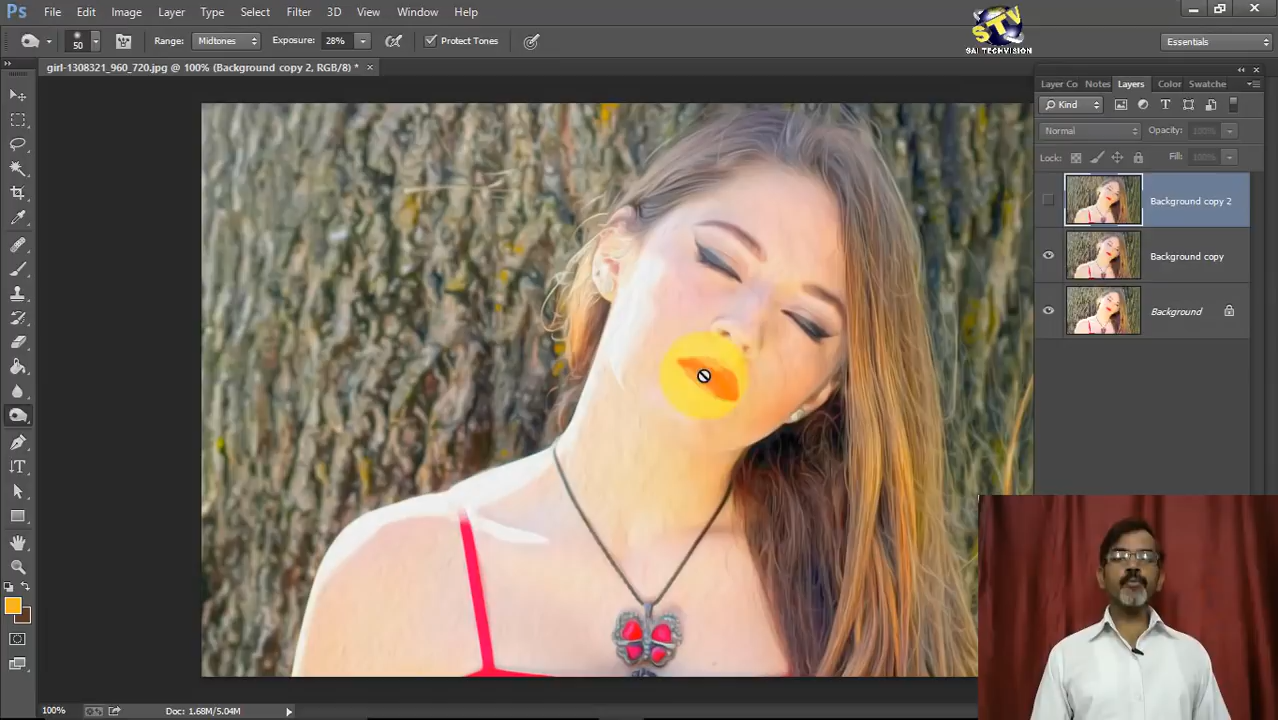 Ps File Edit Image Layer Type Select Filter 3D View Window Help
STV
SAI TECHVISION
50 Range: Midtones Exposure: 28% Protect Tones Essentials
girl-1308321_960_720.jpg @ 100% (Background copy 2, RGB/8) * ×
Layer Co Notes Layers Color Swatche
Kind
Normal Opacity: 100%
Lock: Fill: 100%
Background copy 2
Background copy
Background
100% Doc: 1.68M/5.04M